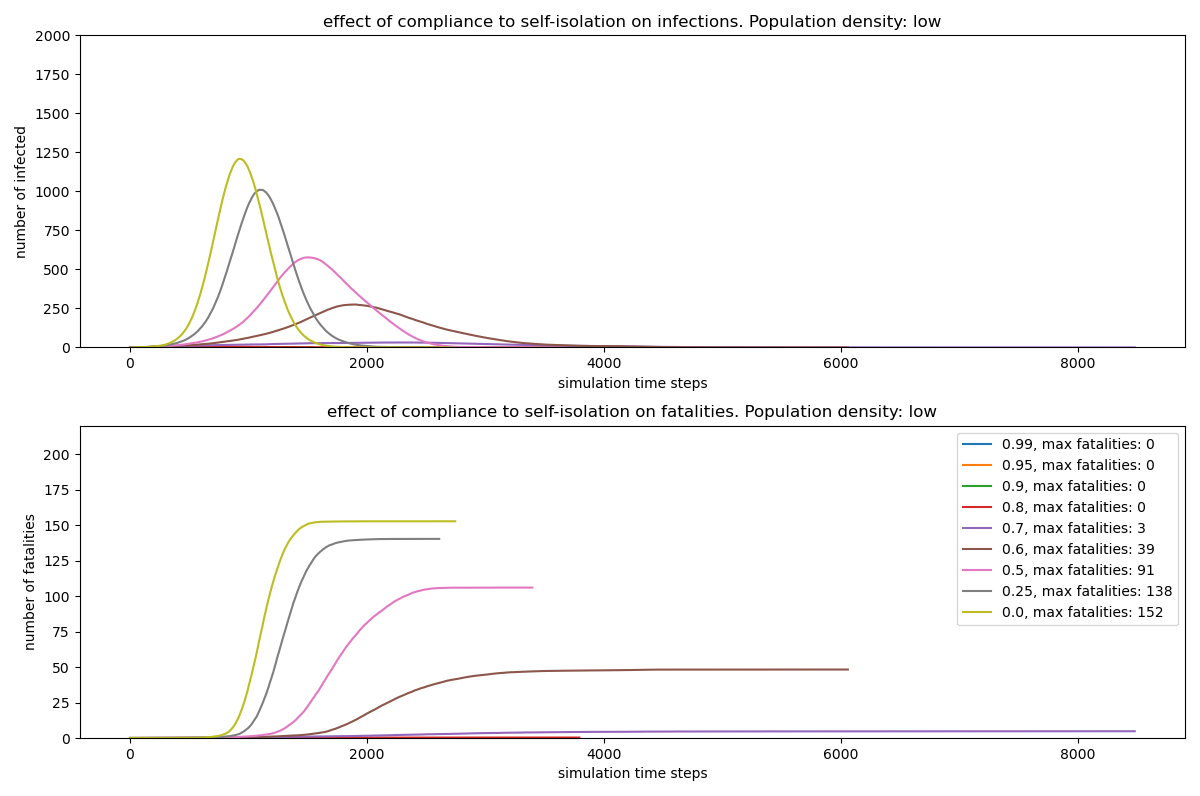 effect of compliance to self-isolation on infections. Population density: low
2000
1750
1500
1250
1000
750
500
250
0
number of infected
0 2000 4000 6000 8000
simulation time steps
effect of compliance to self-isolation on fatalities. Population density: low
200
175
150
125
100
75
50
25
0
number of fatalities
0.99, max fatalities: 0
0.95, max fatalities: 0
0.9, max fatalities: 0
0.8, max fatalities: 0
0.7, max fatalities: 3
0.6, max fatalities: 39
0.5, max fatalities: 91
0.25, max fatalities: 138
0.0, max fatalities: 152
0 2000 4000 6000 8000
simulation time steps